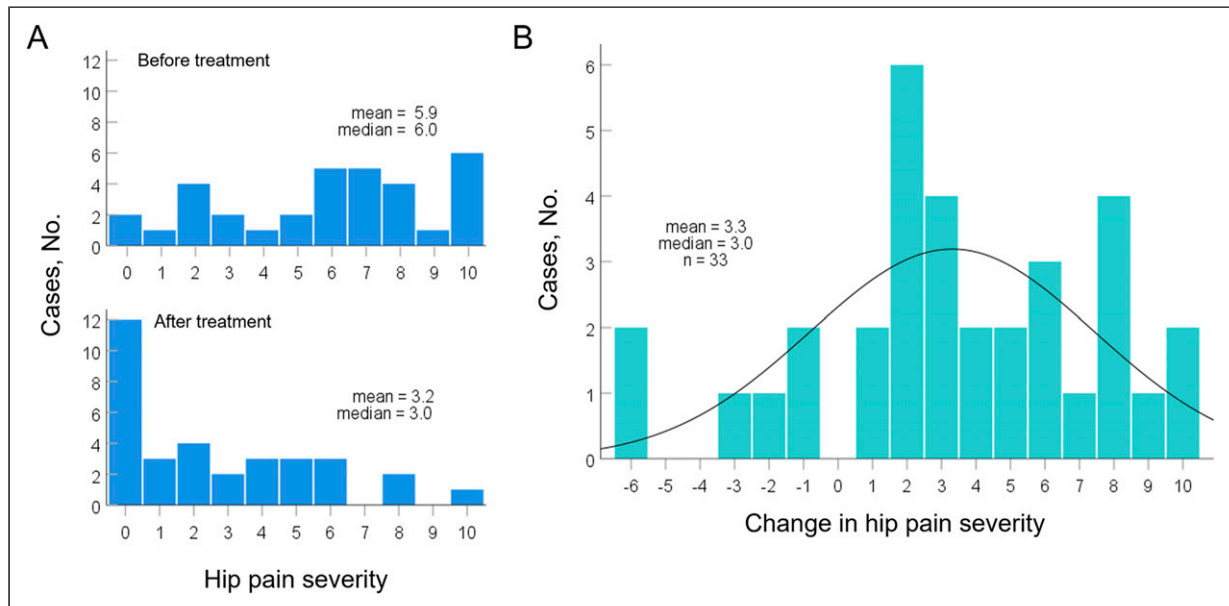 A
Before treatment
12
10
8
6
4
2
0
mean = 5.9
median = 6.0
0 1 2 3 4 5 6 7 8 9 10
Cases, No.
After treatment
12
10
8
6
4
2
0
mean = 3.2
median = 3.0
0 1 2 3 4 5 6 7 8 9 10
Hip pain severity
B
6
5
4
3
2
1
0
Cases, No.
mean = 3.3
median = 3.0
n = 33
-6 -5 -4 -3 -2 -1 0 1 2 3 4 5 6 7 8 9 10
Change in hip pain severity